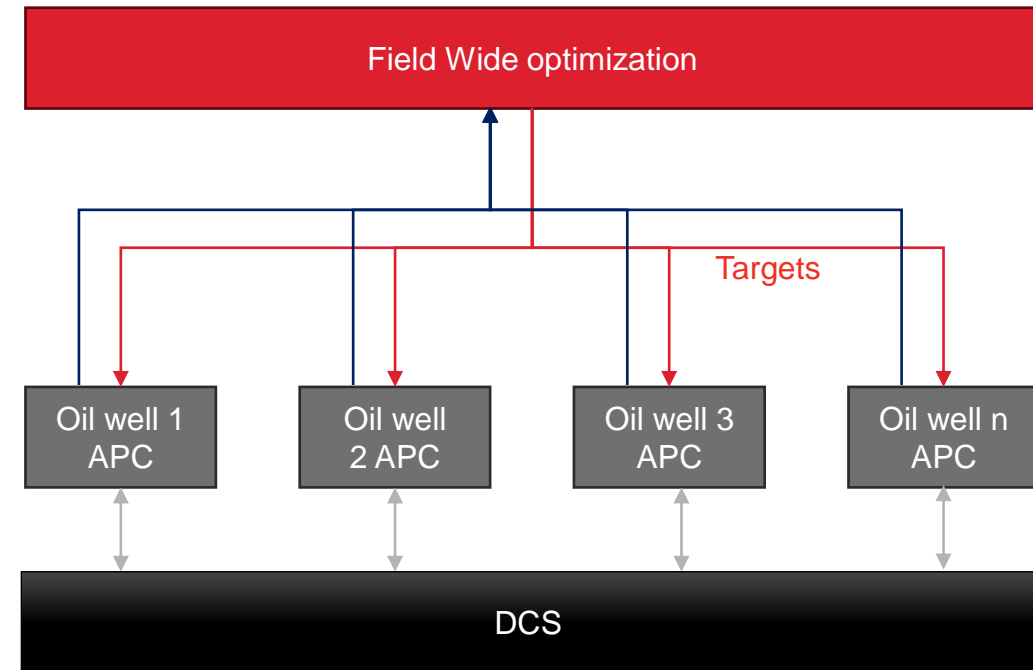 Field Wide optimization
Targets
Oil well 1
APC
Oil well
2 APC
Oil well 3
APC
Oil well n
APC
DCS